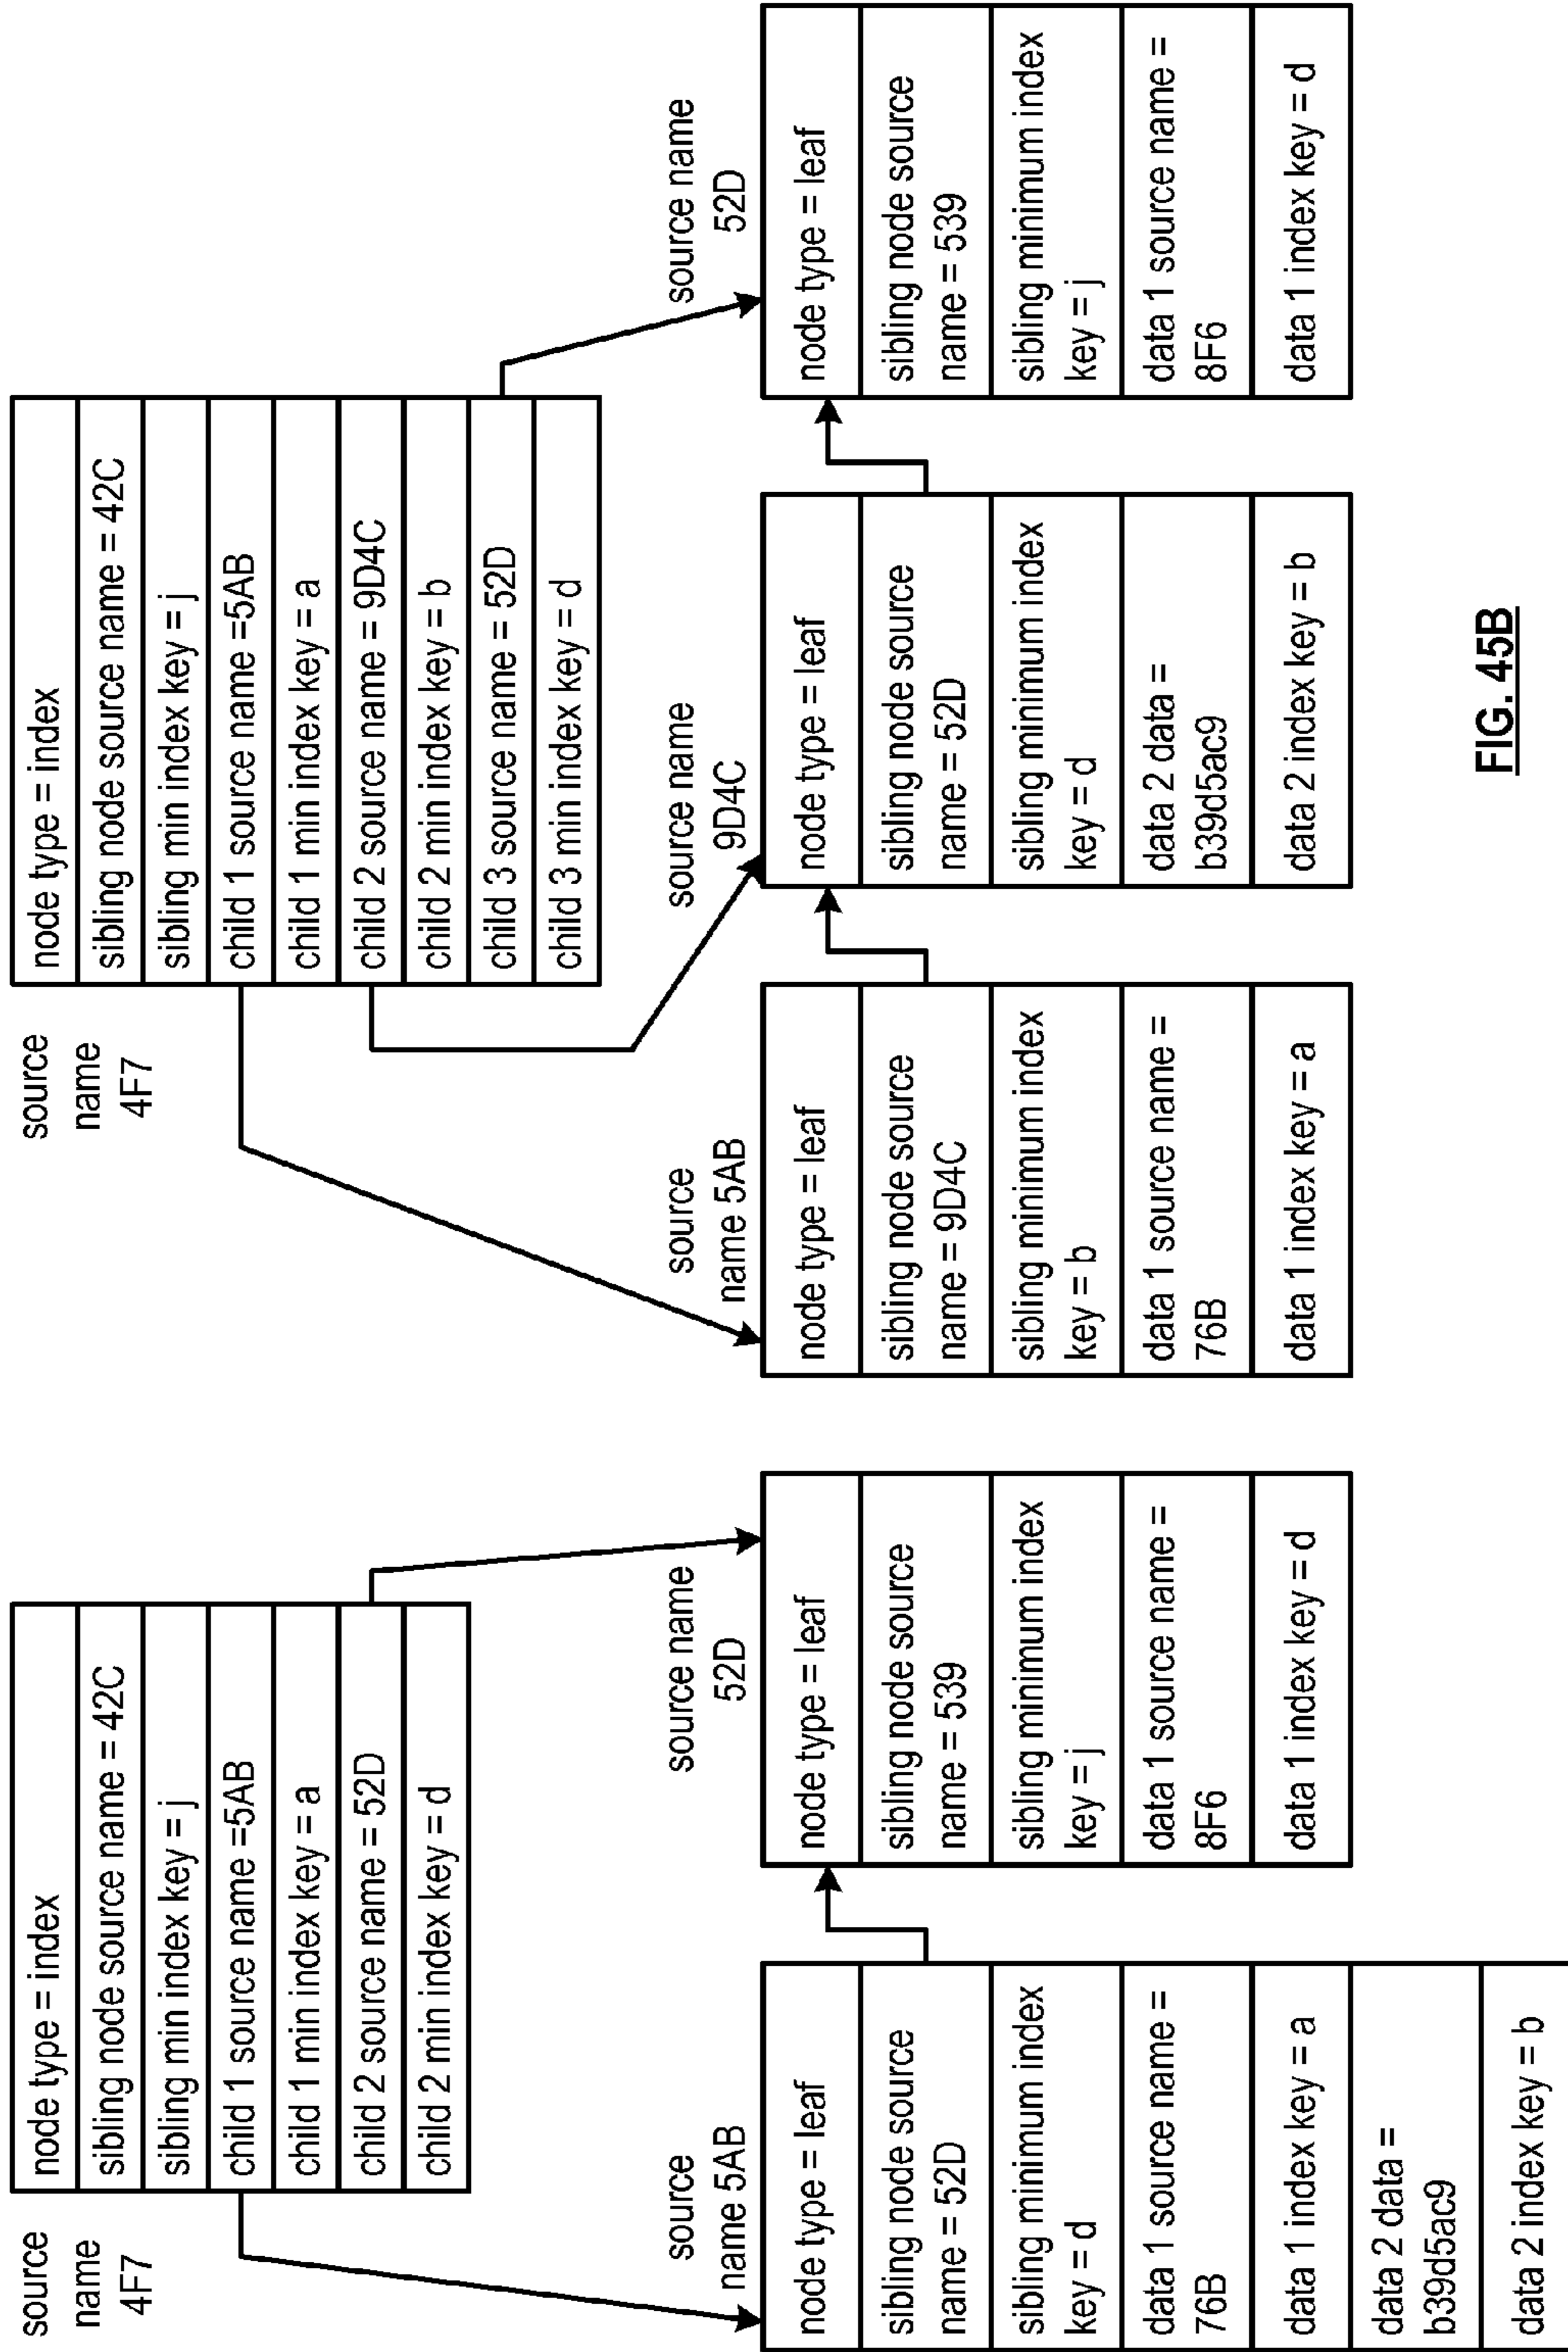 source
name
4F7
node type = index
sibling node source name = 42C
sibling min index key = j
child 1 source name =5AB
child 1 min index key = a
child 2 source name = 52D
child 2 min index key = d
source
name 5AB
node type = leaf
sibling node source
name = 52D
sibling minimum index
key = d
data 1 source name =
76B
data 1 index key = a
data 2 data =
b39d5ac9
data 2 index key = b
source name
52D
node type = leaf
sibling node source
name = 539
sibling minimum index
key = j
data 1 source name =
8F6
data 1 index key = d
source
name
4F7
node type = index
sibling node source name = 42C
sibling min index key = j
child 1 source name =5AB
child 1 min index key = a
child 2 source name = 9D4C
child 2 min index key = b
child 3 source name = 52D
child 3 min index key = d
source
name 5AB
node type = leaf
sibling node source
name = 9D4C
sibling minimum index
key = b
data 1 source name =
76B
data 1 index key = a
source name
9D4C
node type = leaf
sibling node source
name = 52D
sibling minimum index
key = d
data 2 data =
b39d5ac9
data 2 index key = b
source name
52D
node type = leaf
sibling node source
name = 539
sibling minimum index
key = j
data 1 source name =
8F6
data 1 index key = d
FIG. 45B